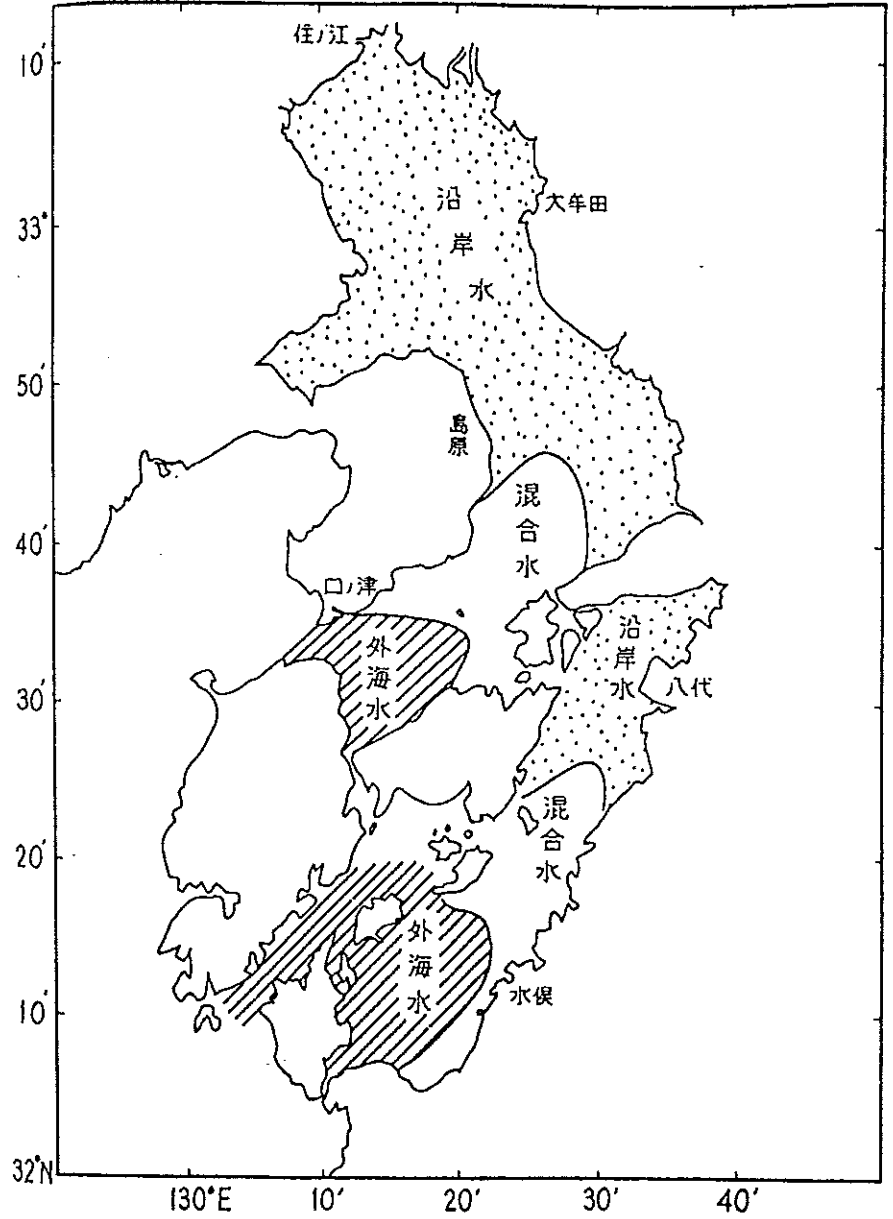 住ノ江
10′
沿岸水
大牟田
33°
50′
島原
混合水
40′
口ノ津
外海水
沿岸水
30′
八代
混合水
20′
外海水
水俣
10′
32°N
130°E
10′
20′
30′
40′